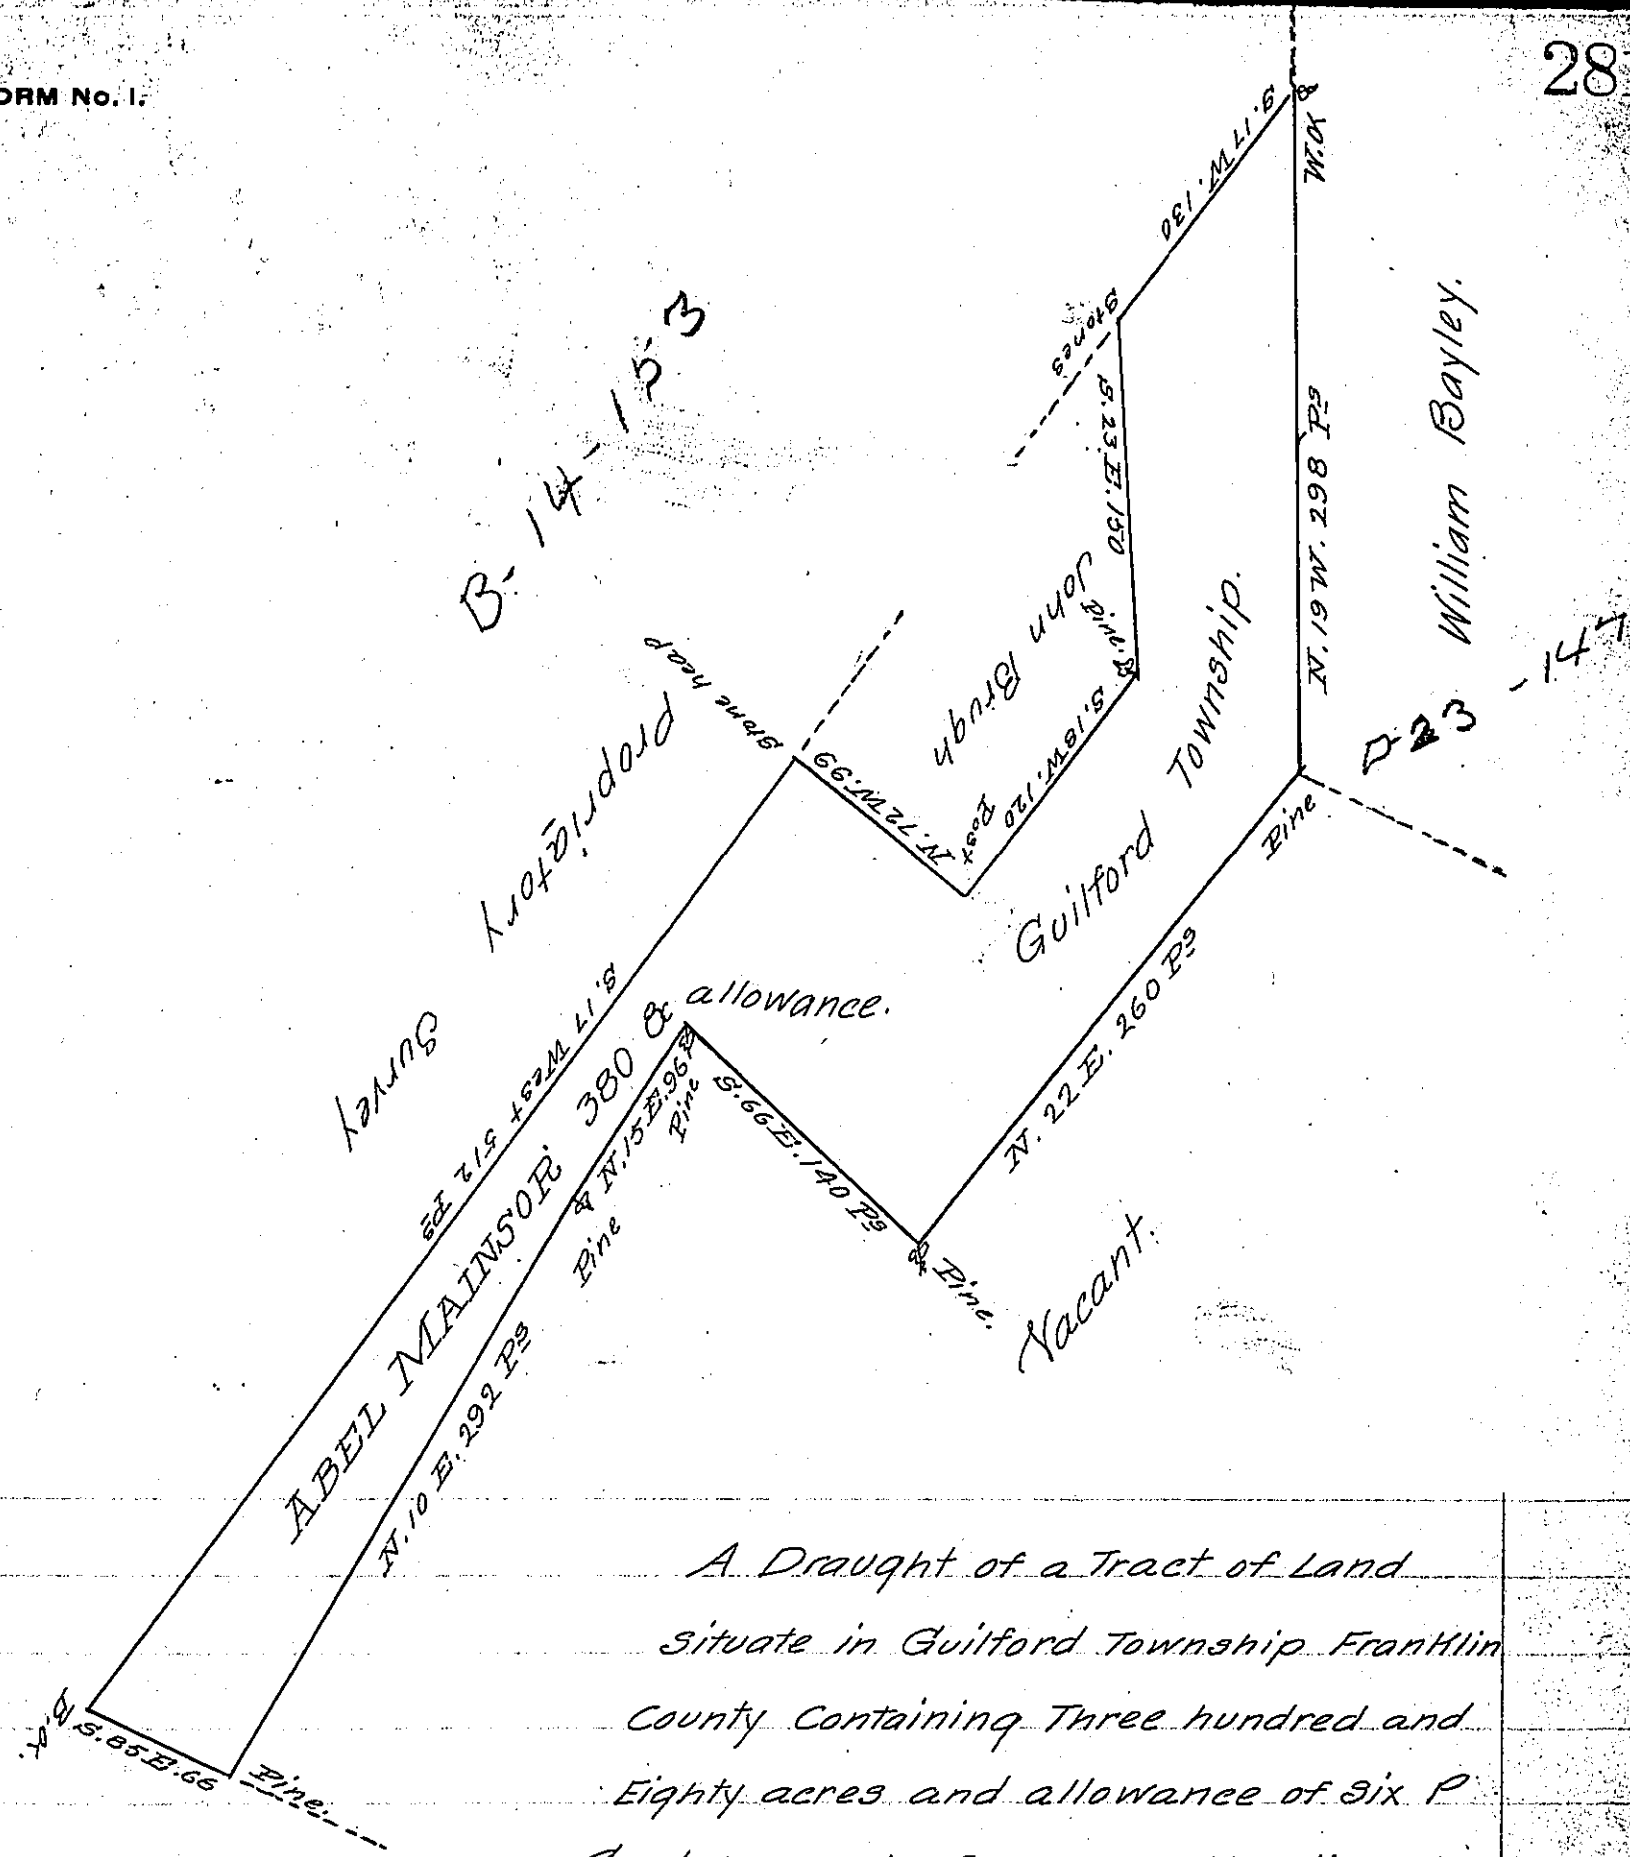 ORM No. 1.
28
S. 17 W. 130
W.K
Stones
S. 23 E. 150
N. 19 W. 298 Ps
William Bayley.
B-14-153
John Brugh
Pine
S. 18 W. 120
Post
N. 72 W. 99
Stone heap
Proprietory
Survey
S. 17 West 512 Ps
Guilford Township.
D-23 -147
Pine
N. 22 E. 260 Ps
ABEL MAINSOR 380 & allowance.
N. 15 E. 96
Pine
S. 66 E. 140 Ps
Pine.
Vacant.
Pine
N. 10 E. 292 Ps
B.O.
S. 85 E. 66
Pine.
A Draught of a Tract of Land
Situate in Guilford Township Franklin
County Containing Three hundred and
Eighty acres and allowance of Six P